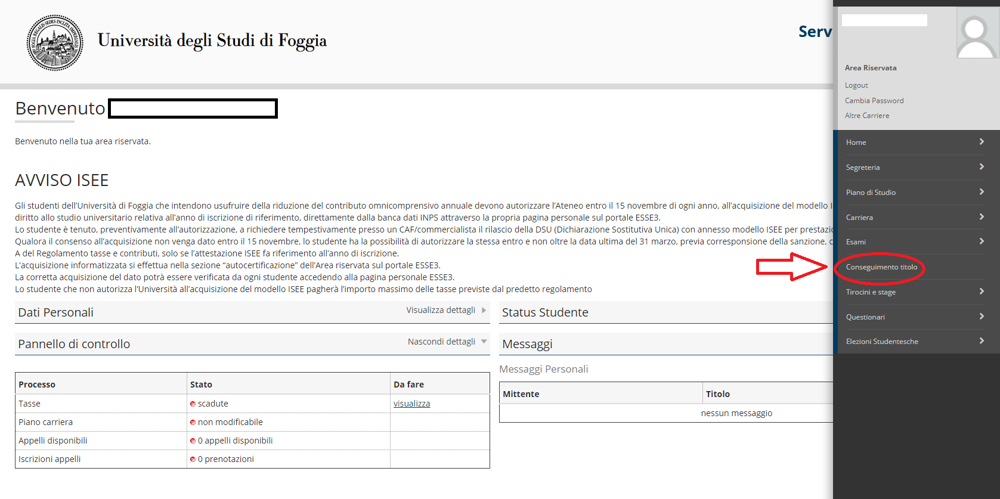 Università degli Studi di Foggia
Serv
Benvenuto
Benvenuto nella tua area riservata.
AVVISO ISEE
Gli studenti dell'Università di Foggia che intendono usufruire della riduzione del contributo omnicomprensivo annuale devono autorizzare l'Ateneo entro il 15 novembre di ogni anno, all'acquisizione del modello I
diritto allo studio universitario relativa all'anno di iscrizione di riferimento, direttamente dalla banca dati INPS attraverso la propria pagina personale sul portale ESSE3.
Lo studente è tenuto, preventivamente all'autorizzazione, a richiedere tempestivamente presso un CAF/commercialista il rilascio della DSU (Dichiarazione Sostitutiva Unica) con annesso modello ISEE per prestazio
Qualora il consenso all'acquisizione non venga dato entro il 15 novembre, lo studente ha la possibilità di autorizzare la stessa entro e non oltre la data ultima del 31 marzo, previa corresponsione della sanzione, c
A del Regolamento tasse e contributi, solo se l'attestazione ISEE fa riferimento all'anno di iscrizione.
L'acquisizione informatizzata si effettua nella sezione “autocertificazione” dell'Area riservata sul portale ESSE3.
La corretta acquisizione del dato potrà essere verificata da ogni studente accedendo alla pagina personale ESSE3.
Lo studente che non autorizza l'Università all'acquisizione del modello ISEE pagherà l'importo massimo delle tasse previste dal predetto regolamento
Dati Personali Visualizza dettagli
Pannello di controllo Nascondi dettagli
Processo Stato Da fare
Tasse scadute visualizza
Piano carriera non modificabile
Appelli disponibili 0 appelli disponibili
Iscrizioni appelli 0 prenotazioni
Status Studente
Messaggi
Messaggi Personali
Mittente Titolo
nessun messaggio
Area Riservata
Logout
Cambia Password
Altre Carriere
Home
Segreteria
Piano di Studio
Carriera
Esami
Conseguimento titolo
Tirocini e stage
Questionari
Elezioni Studentesche